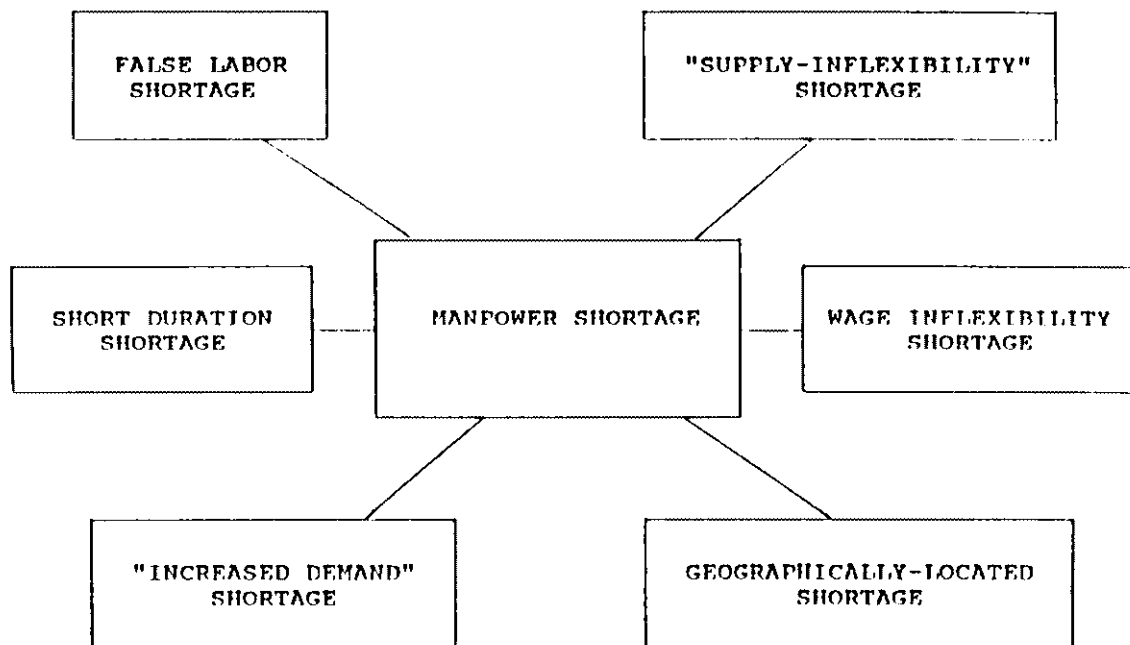 FALSE LABOR
SHORTAGE
"SUPPLY-INFLEXIBILITY"
SHORTAGE
SHORT DURATION
SHORTAGE
MANPOWER SHORTAGE
WAGE INFLEXIBILITY
SHORTAGE
"INCREASED DEMAND"
SHORTAGE
GEOGRAPHICALLY-LOCATED
SHORTAGE